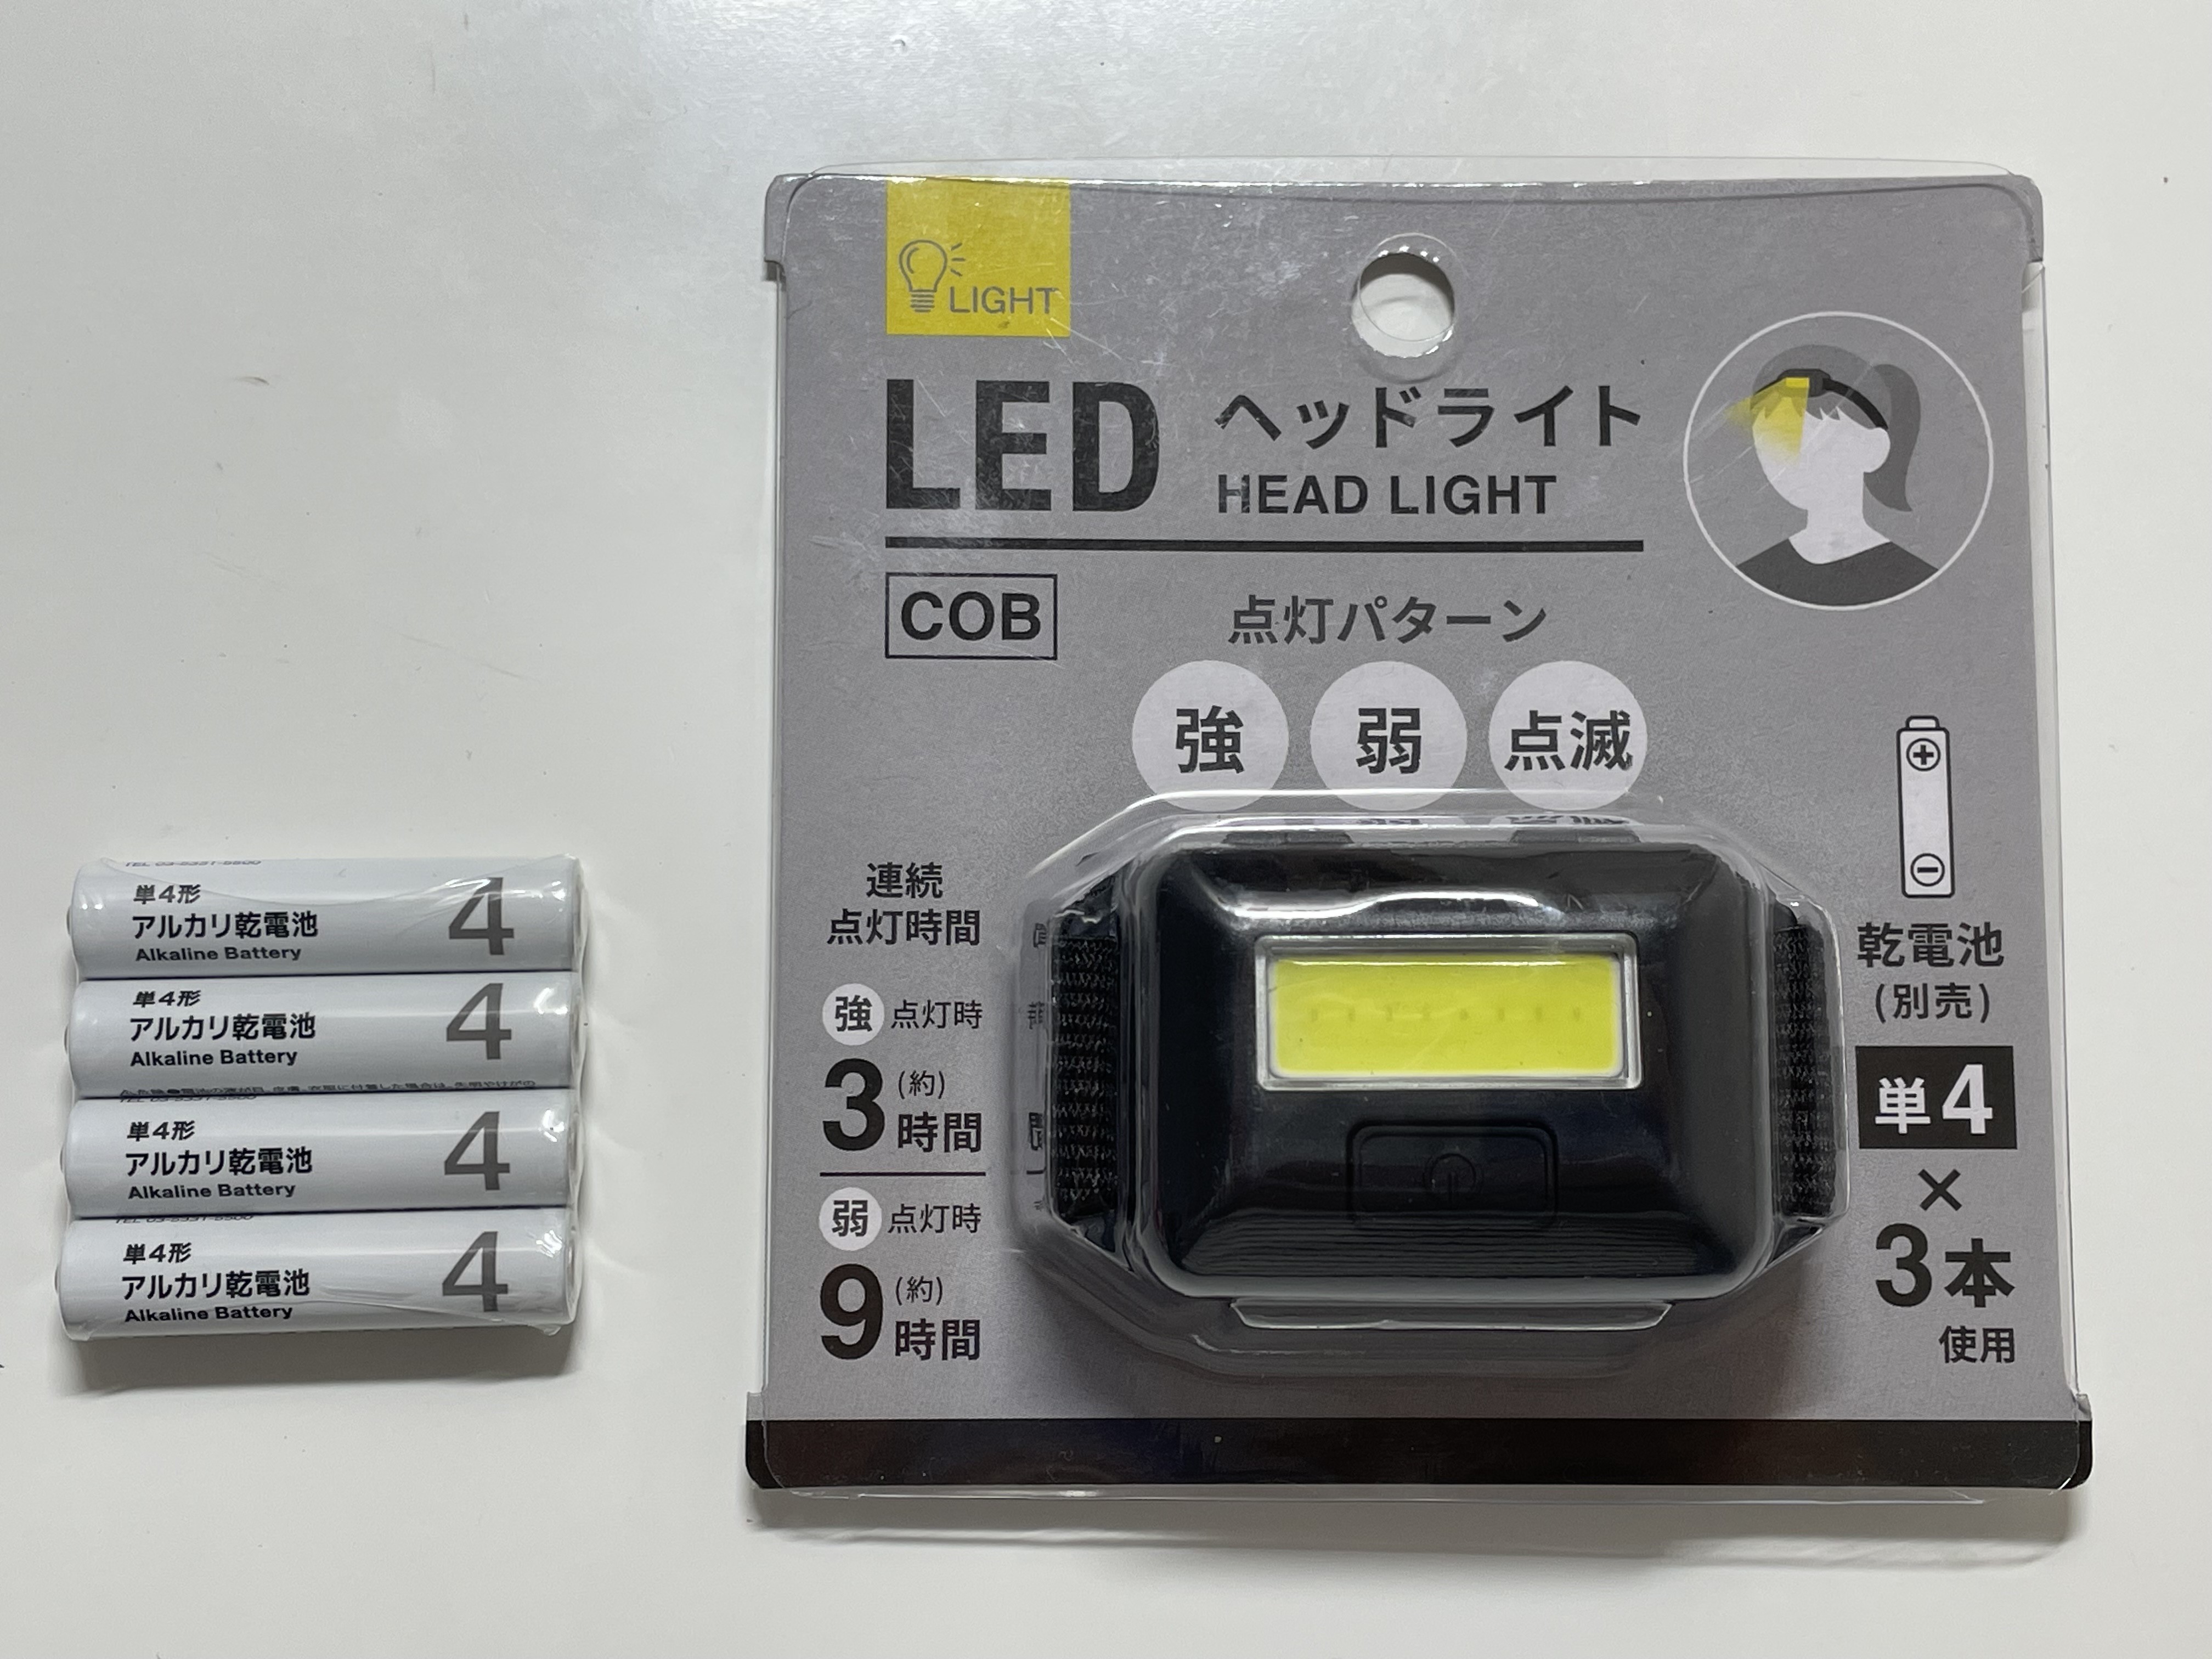 LIGHT
LED ヘッドライト
HEAD LIGHT
COB
点灯パターン
強 弱 点滅
連続
点灯時間
強 点灯時
3 (約)
時間
弱 点灯時
9 (約)
時間
乾電池
(別売)
単4
×
3本
使用
単4形
アルカリ乾電池
Alkaline Battery
4
単4形
アルカリ乾電池
Alkaline Battery
4
単4形
アルカリ乾電池
Alkaline Battery
4
単4形
アルカリ乾電池
Alkaline Battery
4